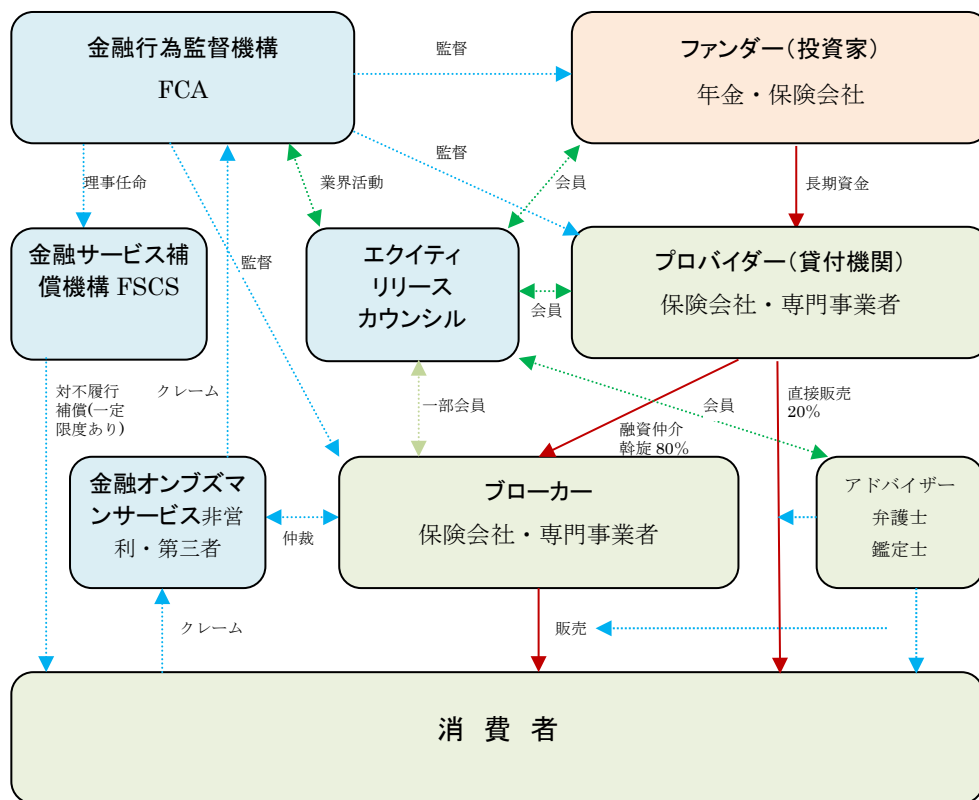 金融行為監督機構
FCA
監督
ファンダー（投資家）
年金・保険会社
監督
理事任命
業界活動
会員
長期資金
金融サービス補
償機構 FSCS
監督
エクイティ
リリース
カウンシル
会員
プロバイダー（貸付機関）
保険会社・専門事業者
対不履行
補償(一定
限度あり)
クレーム
一部会員
会員
直接販売
20%
融資仲介
斡旋 80%
金融オンブズマ
ンサービス非営
利・第三者
仲裁
ブローカー
保険会社・専門事業者
アドバイザー
弁護士
鑑定士
クレーム
販売
消 費 者